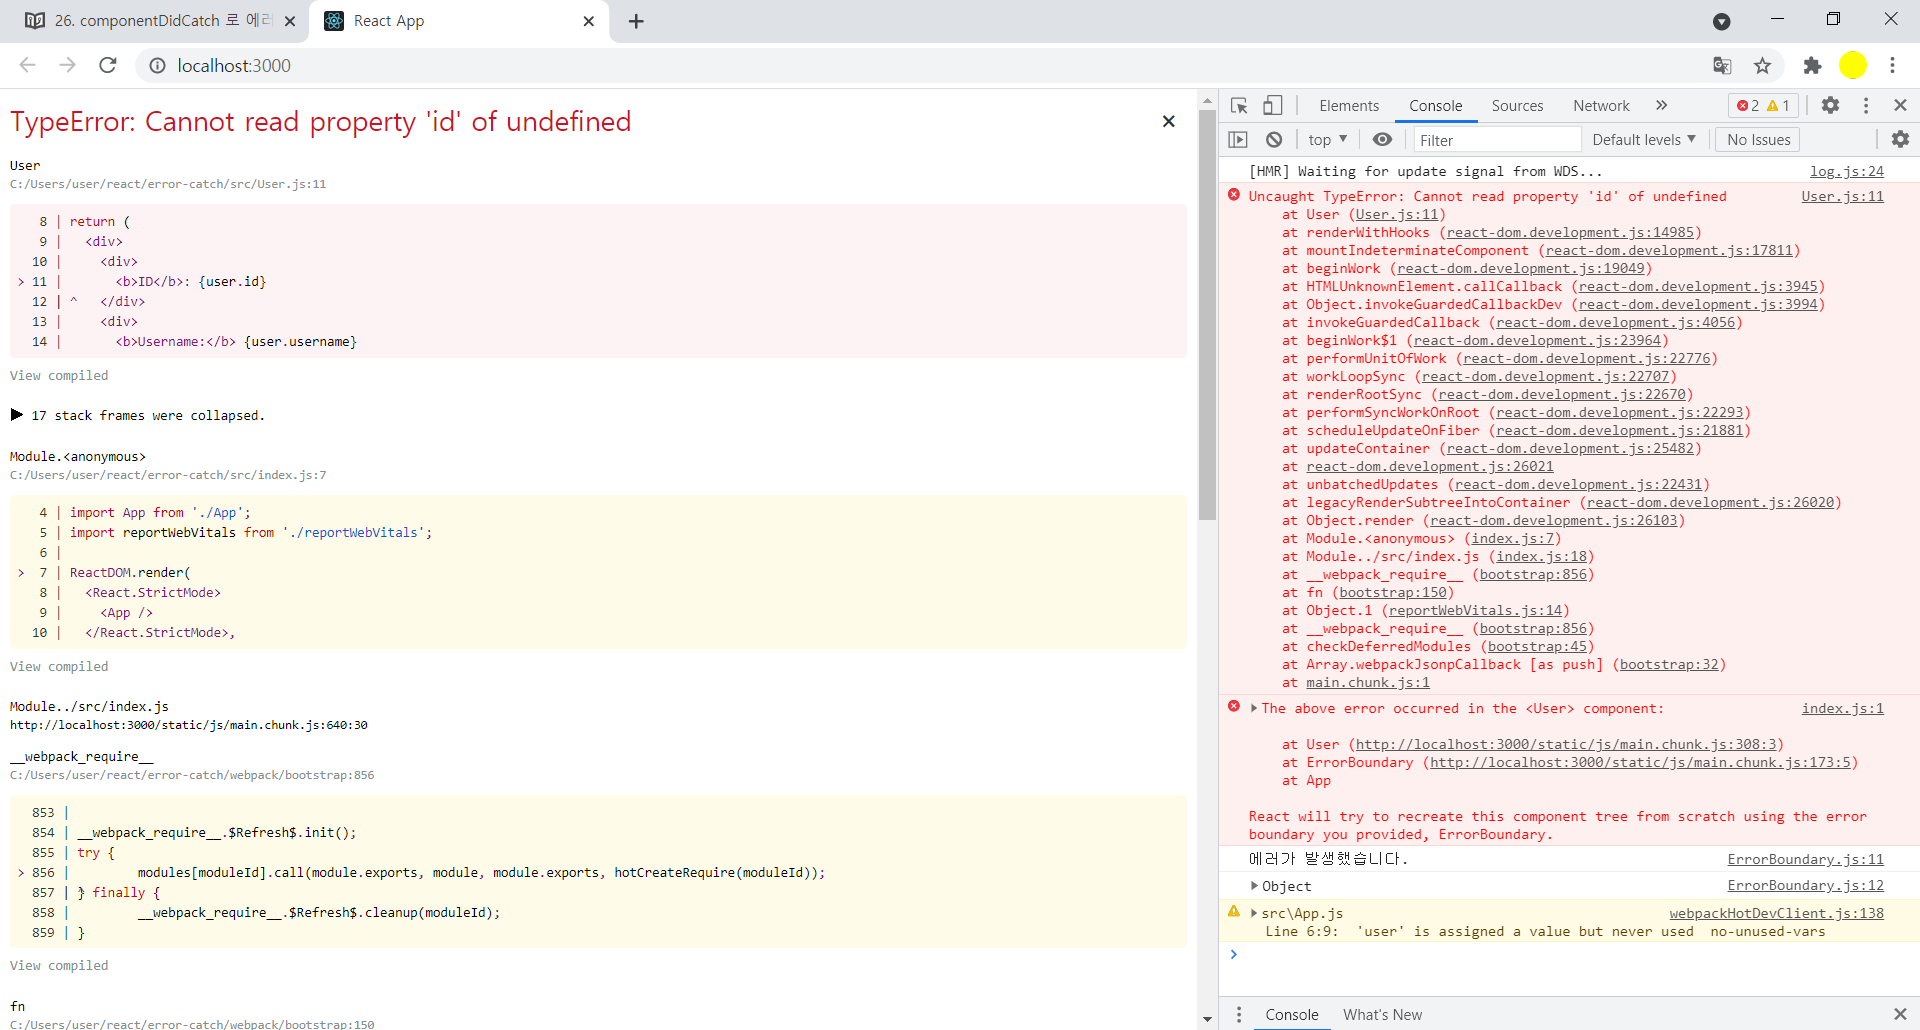 26. componentDidCatch 로 에러
React App
localhost:3000
TypeError: Cannot read property 'id' of undefined
User
C:/Users/user/react/error-catch/src/User.js:11
8 | return (
9 |   <div>
10 |     <div>
> 11 |       <b>ID</b>: {user.id}
12 | ^   </div>
13 |     <div>
14 |       <b>Username:</b> {user.username}
View compiled
▶ 17 stack frames were collapsed.
Module.<anonymous>
C:/Users/user/react/error-catch/src/index.js:7
4 | import App from './App';
5 | import reportWebVitals from './reportWebVitals';
6 |
> 7 | ReactDOM.render(
8 |   <React.StrictMode>
9 |     <App />
10 |   </React.StrictMode>,
View compiled
Module../src/index.js
http://localhost:3000/static/js/main.chunk.js:640:30
__webpack_require__
C:/Users/user/react/error-catch/webpack/bootstrap:856
853 |
854 | __webpack_require__.$Refresh$.init();
855 | try {
> 856 |         modules[moduleId].call(module.exports, module, module.exports, hotCreateRequire(moduleId));
857 | } finally {
858 |         __webpack_require__.$Refresh$.cleanup(moduleId);
859 | }
View compiled
fn
C:/Users/user/react/error-catch/webpack/bootstrap:150
Elements Console Sources Network » 2 1
top ▼ Filter Default levels ▼ No Issues
[HMR] Waiting for update signal from WDS... log.js:24
Uncaught TypeError: Cannot read property 'id' of undefined User.js:11
at User (User.js:11)
at renderWithHooks (react-dom.development.js:14985)
at mountIndeterminateComponent (react-dom.development.js:17811)
at beginWork (react-dom.development.js:19049)
at HTMLUnknownElement.callCallback (react-dom.development.js:3945)
at Object.invokeGuardedCallbackDev (react-dom.development.js:3994)
at invokeGuardedCallback (react-dom.development.js:4056)
at beginWork$1 (react-dom.development.js:23964)
at performUnitOfWork (react-dom.development.js:22776)
at workLoopSync (react-dom.development.js:22707)
at renderRootSync (react-dom.development.js:22670)
at performSyncWorkOnRoot (react-dom.development.js:22293)
at scheduleUpdateOnFiber (react-dom.development.js:21881)
at updateContainer (react-dom.development.js:25482)
at react-dom.development.js:26021
at unbatchedUpdates (react-dom.development.js:22431)
at legacyRenderSubtreeIntoContainer (react-dom.development.js:26020)
at Object.render (react-dom.development.js:26103)
at Module.<anonymous> (index.js:7)
at Module../src/index.js (index.js:18)
at __webpack_require__ (bootstrap:856)
at fn (bootstrap:150)
at Object.1 (reportWebVitals.js:14)
at __webpack_require__ (bootstrap:856)
at checkDeferredModules (bootstrap:45)
at Array.webpackJsonpCallback [as push] (bootstrap:32)
at main.chunk.js:1
▶ The above error occurred in the <User> component: index.js:1
at User (http://localhost:3000/static/js/main.chunk.js:308:3)
at ErrorBoundary (http://localhost:3000/static/js/main.chunk.js:173:5)
at App
React will try to recreate this component tree from scratch using the error
boundary you provided, ErrorBoundary.
에러가 발생했습니다. ErrorBoundary.js:11
▶ Object ErrorBoundary.js:12
▶ src\App.js webpackHotDevClient.js:138
Line 6:9:  'user' is assigned a value but never used  no-unused-vars
>
Console What's New